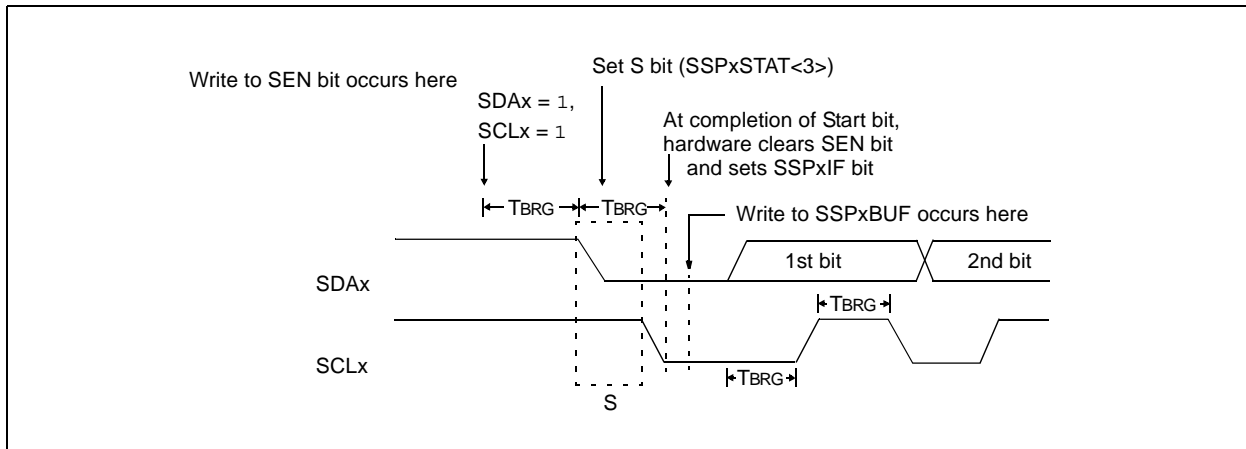 Write to SEN bit occurs here
Set S bit (SSPxSTAT<3>)
SDAx = 1,
SCLx = 1
At completion of Start bit,
hardware clears SEN bit
and sets SSPxIF bit
TBRG
TBRG
Write to SSPxBUF occurs here
SDAx
1st bit
2nd bit
TBRG
SCLx
TBRG
S